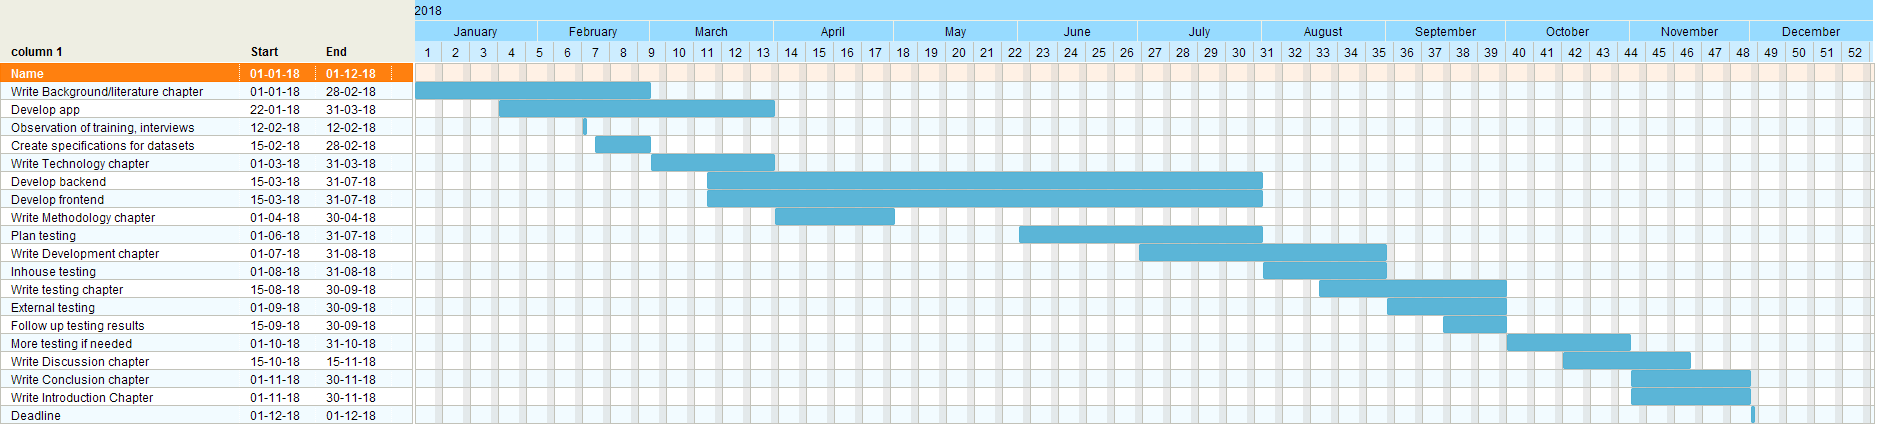 2018
January February March April May June July August September October November December
column 1 Start End 1 2 3 4 5 6 7 8 9 10 11 12 13 14 15 16 17 18 19 20 21 22 23 24 25 26 27 28 29 30 31 32 33 34 35 36 37 38 39 40 41 42 43 44 45 46 47 48 49 50 51 52
Name 01-01-18 01-12-18
Write Background/literature chapter 01-01-18 28-02-18
Develop app 22-01-18 31-03-18
Observation of training, interviews 12-02-18 12-02-18
Create specifications for datasets 15-02-18 28-02-18
Write Technology chapter 01-03-18 31-03-18
Develop backend 15-03-18 31-07-18
Develop frontend 15-03-18 31-07-18
Write Methodology chapter 01-04-18 30-04-18
Plan testing 01-06-18 31-07-18
Write Development chapter 01-07-18 31-08-18
Inhouse testing 01-08-18 31-08-18
Write testing chapter 15-08-18 30-09-18
External testing 01-09-18 30-09-18
Follow up testing results 15-09-18 30-09-18
More testing if needed 01-10-18 31-10-18
Write Discussion chapter 15-10-18 15-11-18
Write Conclusion chapter 01-11-18 30-11-18
Write Introduction Chapter 01-11-18 30-11-18
Deadline 01-12-18 01-12-18